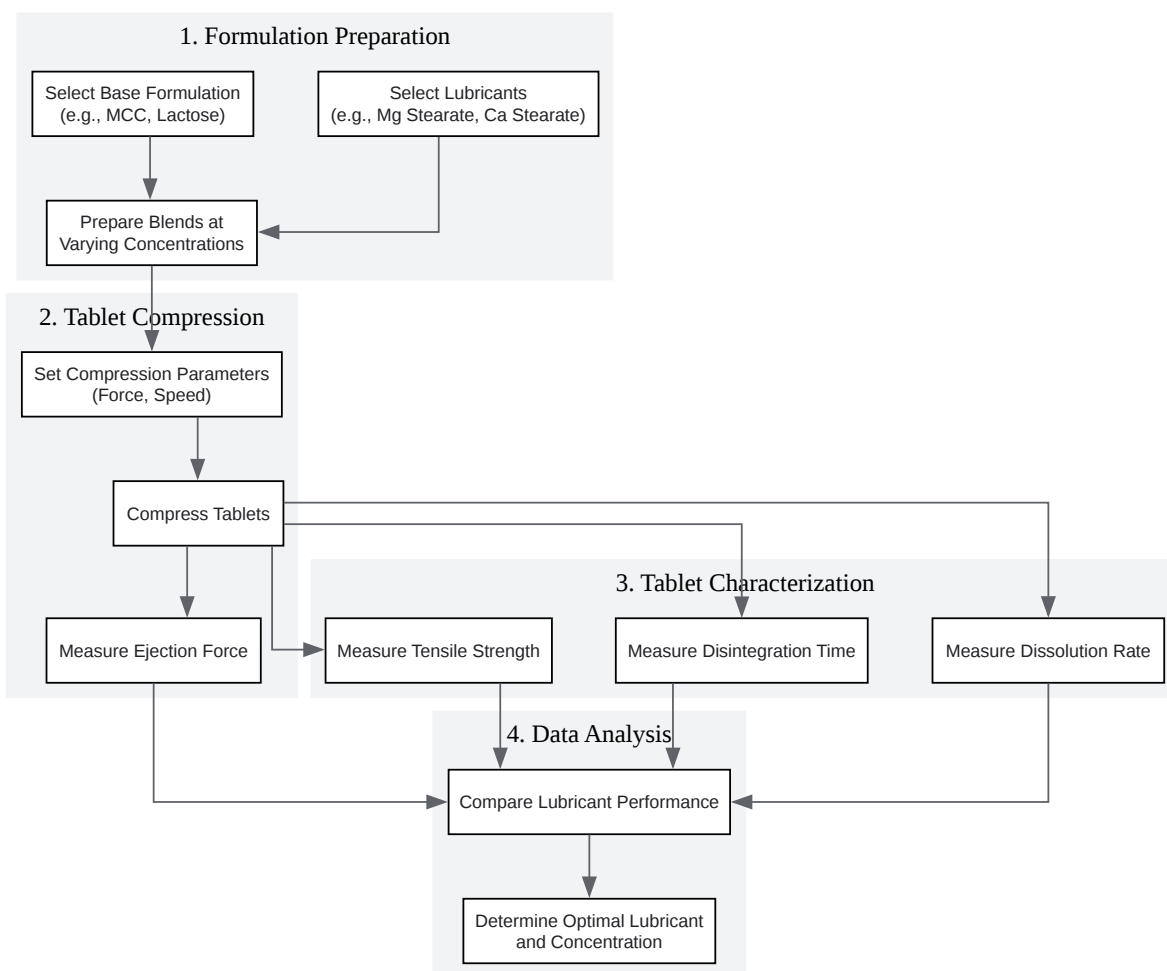 1. Formulation Preparation
Select Base Formulation
(e.g., MCC, Lactose)
Select Lubricants
(e.g., Mg Stearate, Ca Stearate)
Prepare Blends at
Varying Concentrations
2. Tablet Compression
Set Compression Parameters
(Force, Speed)
Compress Tablets
Measure Ejection Force
3. Tablet Characterization
Measure Tensile Strength
Measure Disintegration Time
Measure Dissolution Rate
4. Data Analysis
Compare Lubricant Performance
Determine Optimal Lubricant
and Concentration